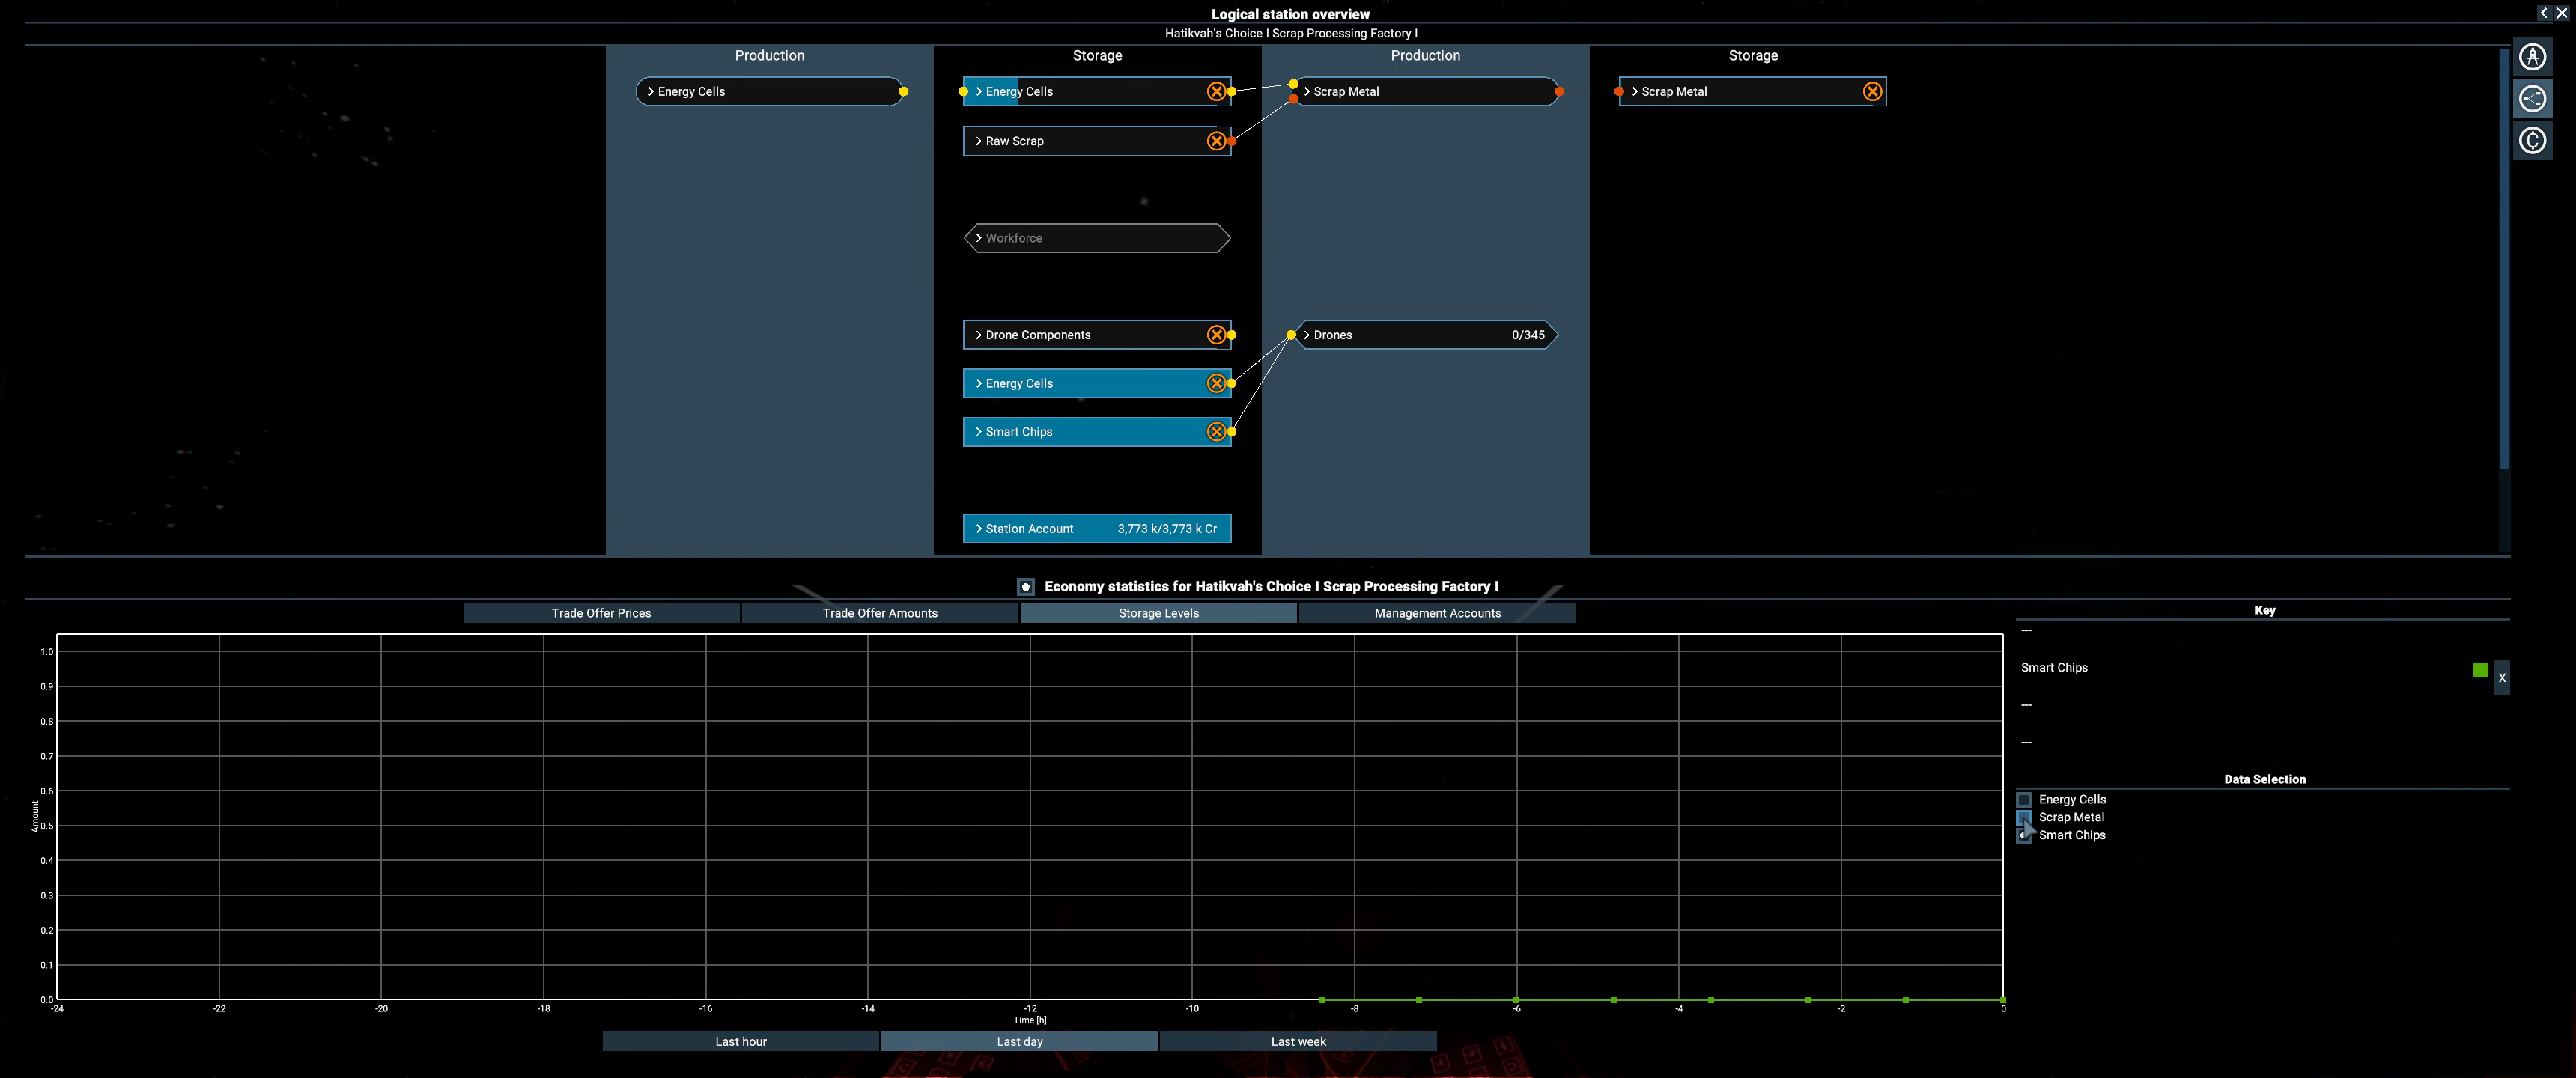 Logical station overview
Hatikvah's Choice I Scrap Processing Factory I
Production Storage Production Storage
Energy Cells Energy Cells Scrap Metal Scrap Metal
Raw Scrap
Workforce
Drone Components Drones 0/345
Energy Cells
Smart Chips
Station Account 3,773 k/3,773 k Cr
Economy statistics for Hatikvah's Choice I Scrap Processing Factory I
Trade Offer Prices Trade Offer Amounts Storage Levels Management Accounts
Key
---
Smart Chips X
---
---
Data Selection
Energy Cells
Scrap Metal
Smart Chips
Amount
1.0
0.9
0.8
0.7
0.6
0.5
0.4
0.3
0.2
0.1
0.0
-24 -22 -20 -18 -16 -14 -12 -10 -8 -6 -4 -2 0
Time [h]
Last hour Last day Last week